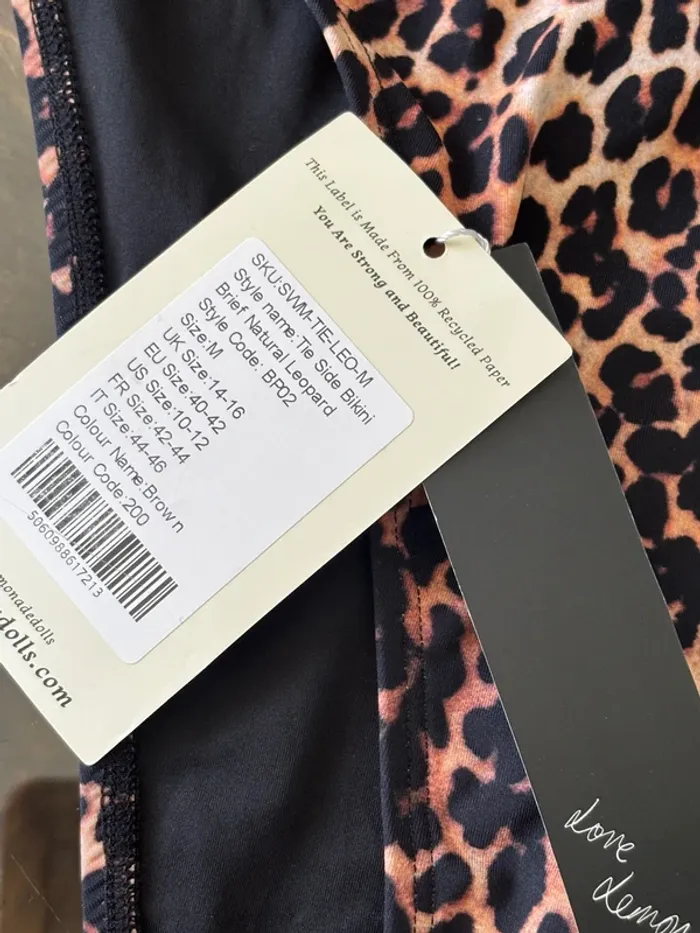 This Label is Made From 100% Recycled Paper
You Are Strong and Beautiful!
SKU:SWM-TIE-LEO-M
Style name:Tie Side Bikini
Brief Natural Leopard
Style Code: BP02
Size:M
UK Size:14-16
EU Size:40-42
US Size:10-12
FR Size:42-44
IT Size:44-46
Colour Name:Brown
Colour Code:200
5060988617213
monadedolls
dolls.com
Love
Lemon